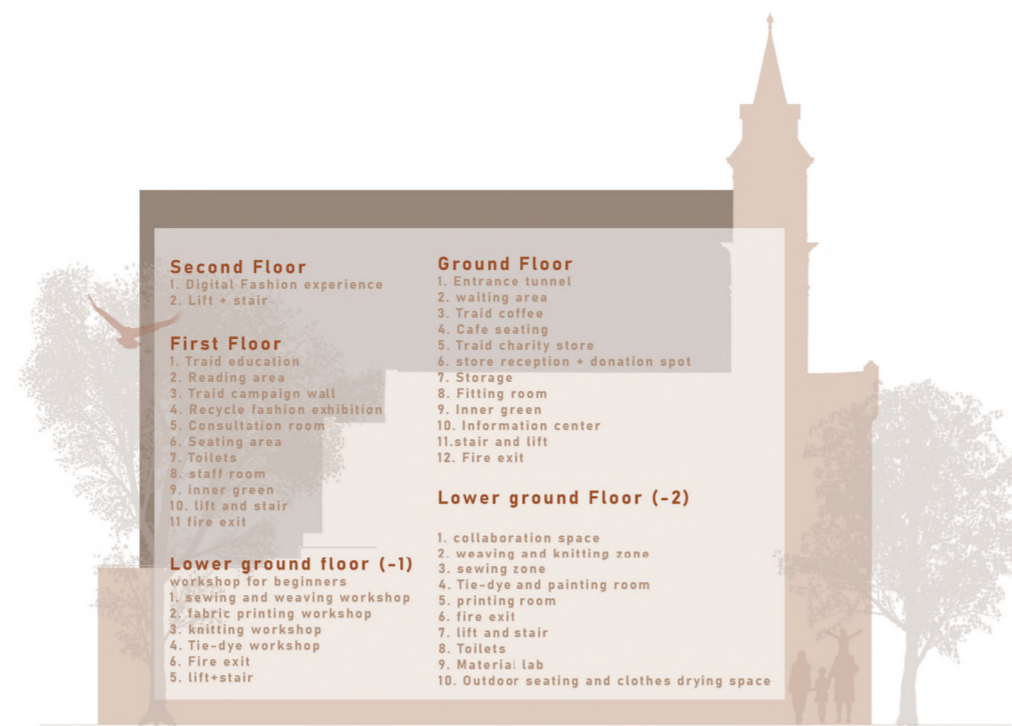 Second Floor
1. Digital Fashion experience
2. Lift + stair
First Floor
1. Traid education
2. Reading area
3. Traid campaign wall
4. Recycle fashion exhibition
5. Consultation room
6. Seating area
7. Toilets
8. staff room
9. inner green
10. lift and stair
11 fire exit
Lower ground floor (-1)
workshop for beginners
1. sewing and weaving workshop
2. fabric printing workshop
3. knitting workshop
4. Tie-dye workshop
6. Fire exit
5. lift+stair
Ground Floor
1. Entrance tunnel
2. waiting area
3. Traid coffee
4. Cafe seating
5. Traid charity store
6. store reception + donation spot
7. Storage
8. Fitting room
9. Inner green
10. Information center
11.stair and lift
12. Fire exit
Lower ground Floor (-2)
1. collaboration space
2. weaving and knitting zone
3. sewing zone
4. Tie-dye and painting room
5. printing room
6. fire exit
7. lift and stair
8. Toilets
9. Material lab
10. Outdoor seating and clothes drying space